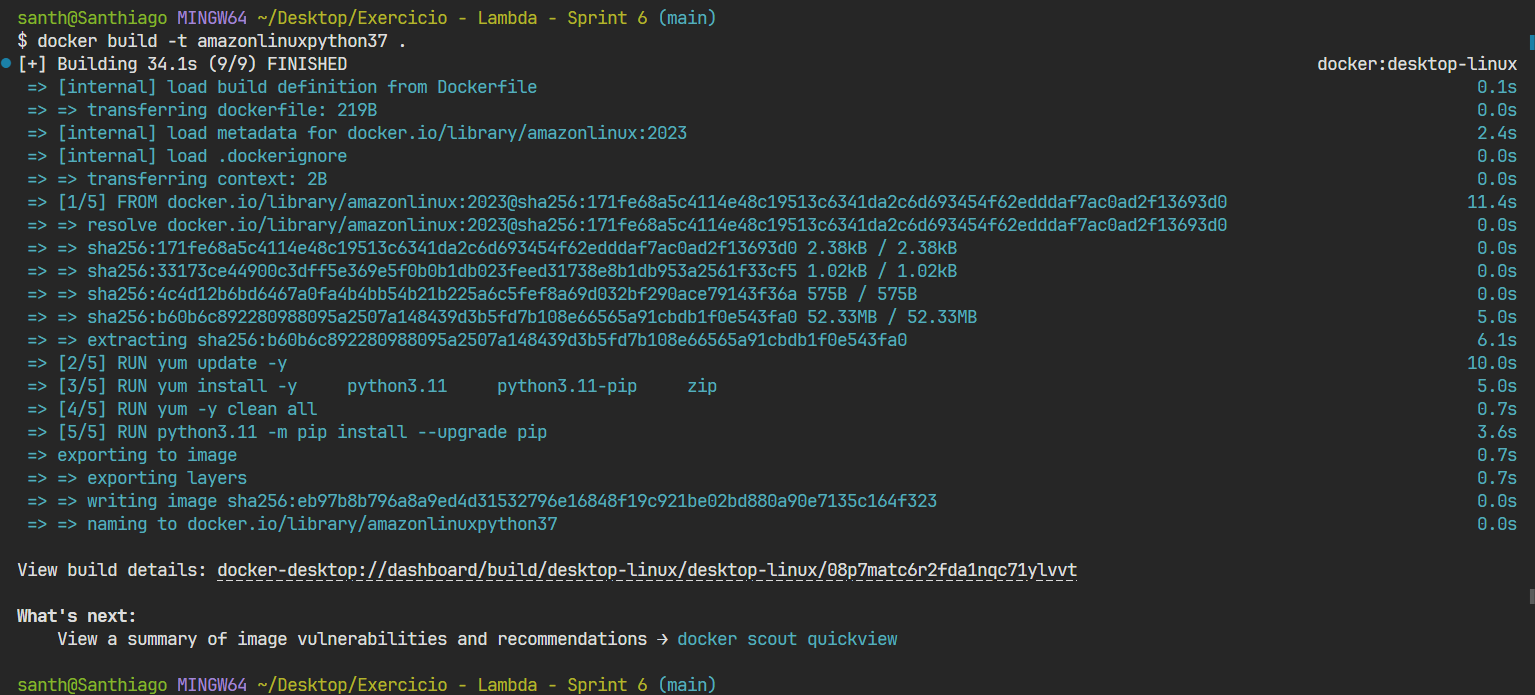 santh@Santhiago MINGW64 ~/Desktop/Exercicio - Lambda - Sprint 6 (main)
$ docker build -t amazonlinuxpython37 .
[+] Building 34.1s (9/9) FINISHED docker:desktop-linux
=> [internal] load build definition from Dockerfile 0.1s
=> => transferring dockerfile: 219B 0.0s
=> [internal] load metadata for docker.io/library/amazonlinux:2023 2.4s
=> [internal] load .dockerignore 0.0s
=> => transferring context: 2B 0.0s
=> [1/5] FROM docker.io/library/amazonlinux:2023@sha256:171fe68a5c4114e48c19513c6341da2c6d693454f62edddaf7ac0ad2f13693d0 11.4s
=> => resolve docker.io/library/amazonlinux:2023@sha256:171fe68a5c4114e48c19513c6341da2c6d693454f62edddaf7ac0ad2f13693d0 0.0s
=> => sha256:171fe68a5c4114e48c19513c6341da2c6d693454f62edddaf7ac0ad2f13693d0 2.38kB / 2.38kB 0.0s
=> => sha256:33173ce44900c3dff5e369e5f0b0b1db023feed31738e8b1db953a2561f33cf5 1.02kB / 1.02kB 0.0s
=> => sha256:4c4d12b6bd6467a0fa4b4bb54b21b225a6c5fef8a69d032bf290ace79143f36a 575B / 575B 0.0s
=> => sha256:b60b6c892280988095a2507a148439d3b5fd7b108e66565a91cbdb1f0e543fa0 52.33MB / 52.33MB 5.0s
=> => extracting sha256:b60b6c892280988095a2507a148439d3b5fd7b108e66565a91cbdb1f0e543fa0 6.1s
=> [2/5] RUN yum update -y 10.0s
=> [3/5] RUN yum install -y     python3.11     python3.11-pip     zip 5.0s
=> [4/5] RUN yum -y clean all 0.7s
=> [5/5] RUN python3.11 -m pip install --upgrade pip 3.6s
=> exporting to image 0.7s
=> => exporting layers 0.7s
=> => writing image sha256:eb97b8b796a8a9ed4d31532796e16848f19c921be02bd880a90e7135c164f323 0.0s
=> => naming to docker.io/library/amazonlinuxpython37 0.0s
View build details: docker-desktop://dashboard/build/desktop-linux/desktop-linux/08p7matc6r2fda1nqc71ylvvt
What's next:
View a summary of image vulnerabilities and recommendations → docker scout quickview
santh@Santhiago MINGW64 ~/Desktop/Exercicio - Lambda - Sprint 6 (main)